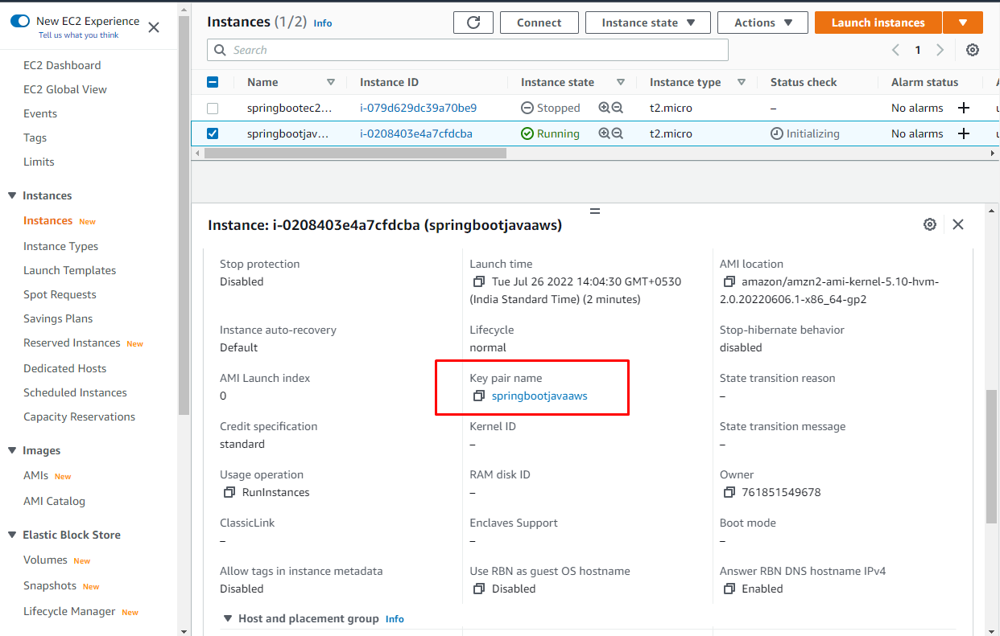 New EC2 Experience
Tell us what you think
EC2 Dashboard
EC2 Global View
Events
Tags
Limits
Instances
Instances New
Instance Types
Launch Templates
Spot Requests
Savings Plans
Reserved Instances New
Dedicated Hosts
Scheduled Instances
Capacity Reservations
Images
AMIs New
AMI Catalog
Elastic Block Store
Volumes New
Snapshots New
Lifecycle Manager New
Instances (1/2) Info
Connect
Instance state
Actions
Launch instances
Search
1
Name Instance ID Instance state Instance type Status check Alarm status
springbootec2... i-079d629dc39a70be9 Stopped t2.micro – No alarms
springbootjav... i-0208403e4a7cfdcba Running t2.micro Initializing No alarms
Instance: i-0208403e4a7cfdcba (springbootjavaaws)
Stop protection
Disabled
Launch time
Tue Jul 26 2022 14:04:30 GMT+0530
(India Standard Time) (2 minutes)
AMI location
amazon/amzn2-ami-kernel-5.10-hvm-
2.0.20220606.1-x86_64-gp2
Instance auto-recovery
Default
Lifecycle
normal
Stop-hibernate behavior
disabled
AMI Launch index
0
Key pair name
springbootjavaaws
State transition reason
–
Credit specification
standard
Kernel ID
–
State transition message
–
Usage operation
RunInstances
RAM disk ID
–
Owner
761851549678
ClassicLink
–
Enclaves Support
–
Boot mode
–
Allow tags in instance metadata
Disabled
Use RBN as guest OS hostname
Disabled
Answer RBN DNS hostname IPv4
Enabled
Host and placement group Info